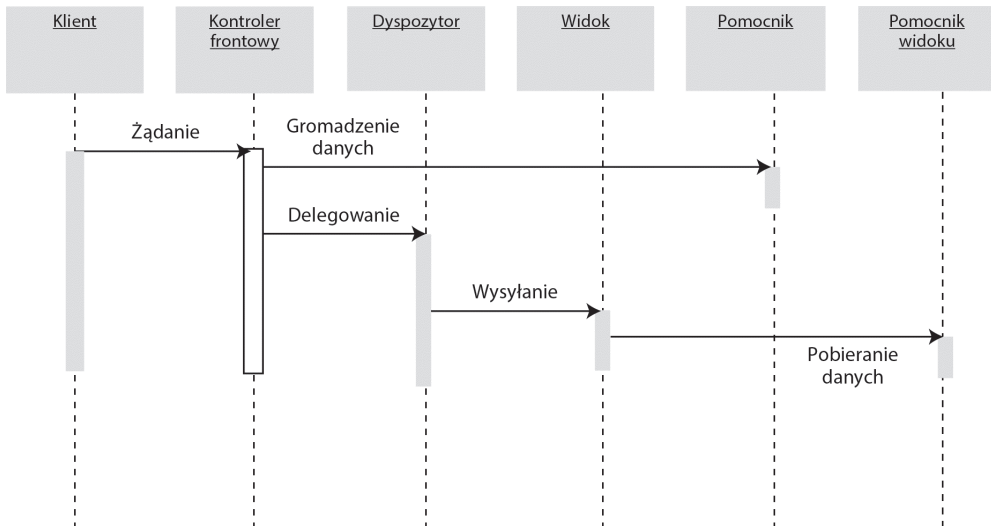 Klient
Kontroler
frontowy
Dyspozytor
Widok
Pomocnik
Pomocnik
widoku
Żądanie
Gromadzenie
danych
Delegowanie
Wysyłanie
Pobieranie
danych